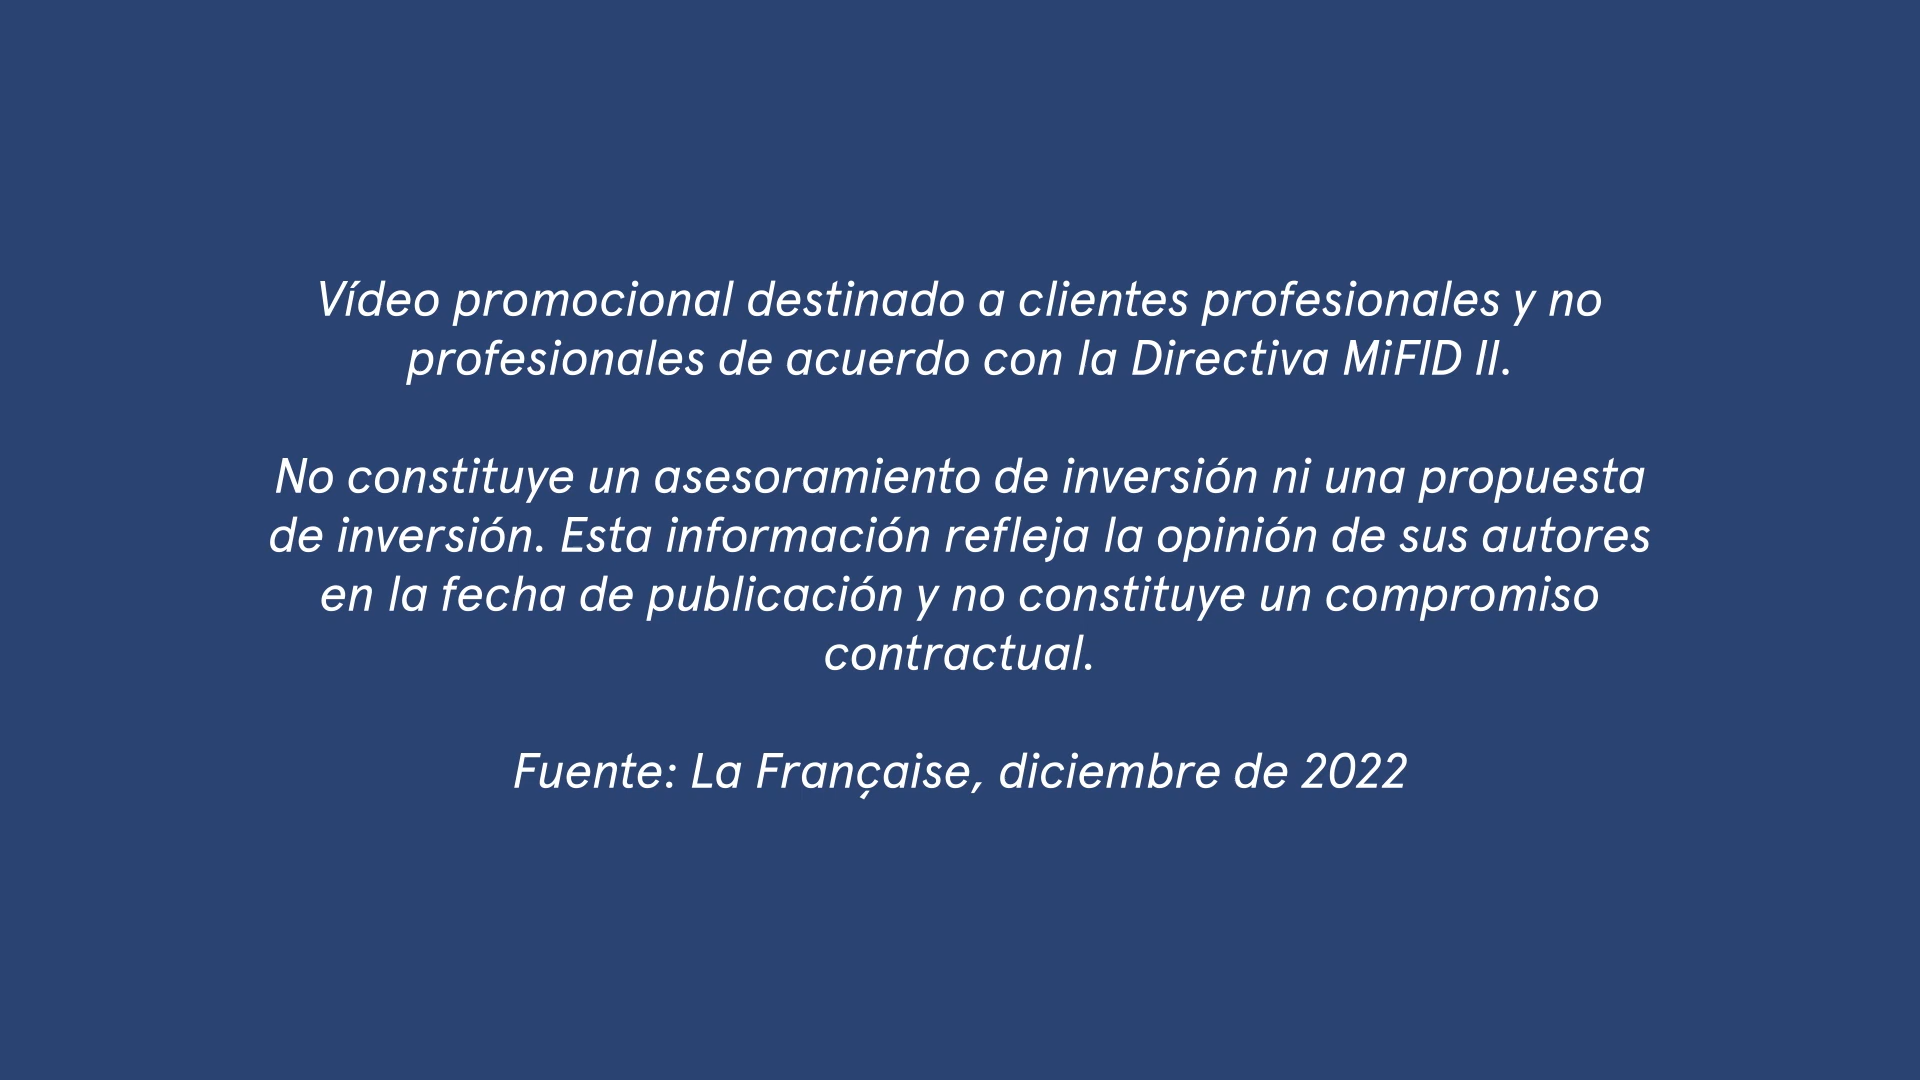 Vídeo promocional destinado a clientes profesionales y no
profesionales de acuerdo con la Directiva MiFID II.
No constituye un asesoramiento de inversión ni una propuesta
de inversión. Esta información refleja la opinión de sus autores
en la fecha de publicación y no constituye un compromiso
contractual.
Fuente: La Française, diciembre de 2022